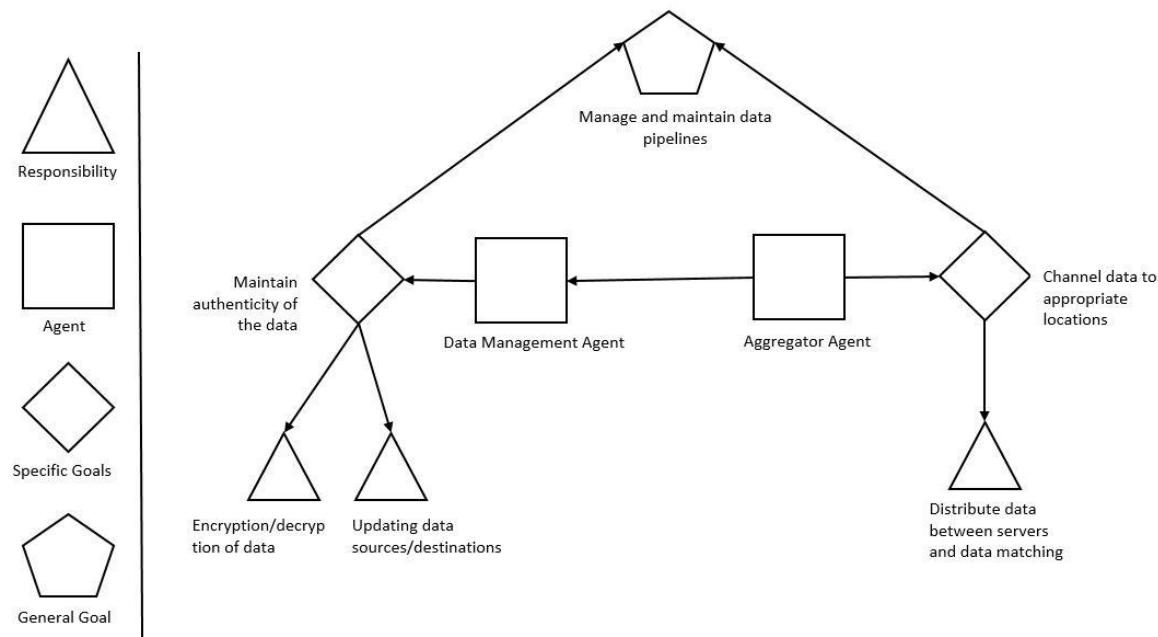 Responsibility
Agent
Specific Goals
General Goal
Manage and maintain data
pipelines
Maintain
authenticity of
the data
Data Management Agent
Aggregator Agent
Channel data to
appropriate
locations
Encryption/decryp
tion of data
Updating data
sources/destinations
Distribute data
between servers
and data matching